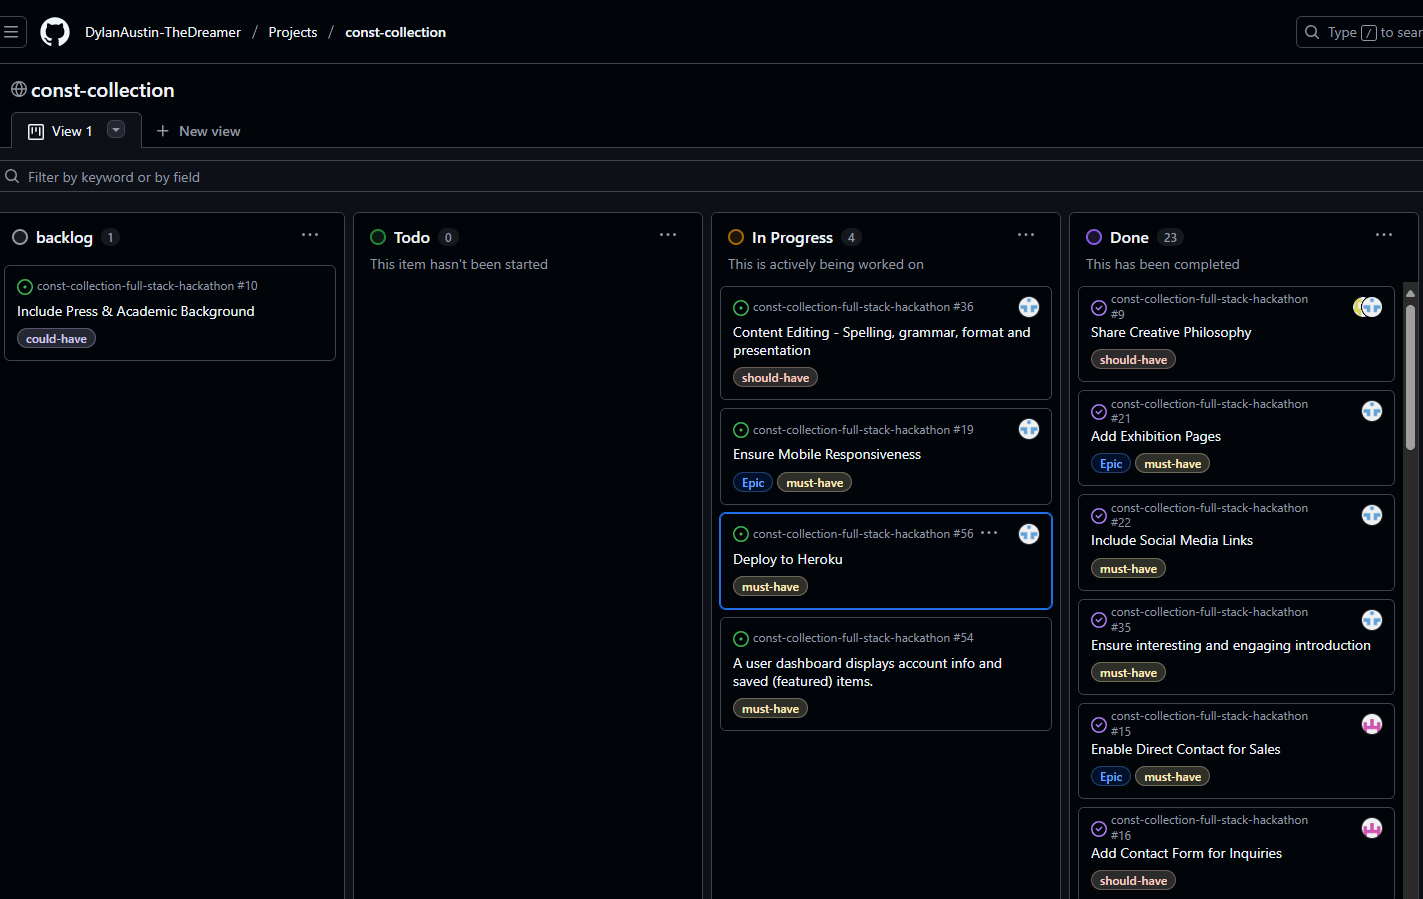 DylanAustin-TheDreamer / Projects / const-collection
Type / to sear
const-collection
View 1
New view
Filter by keyword or by field
backlog 1
const-collection-full-stack-hackathon #10
Include Press & Academic Background
could-have
Todo 0
This item hasn't been started
In Progress 4
This is actively being worked on
const-collection-full-stack-hackathon #36
Content Editing - Spelling, grammar, format and
presentation
should-have
const-collection-full-stack-hackathon #19
Ensure Mobile Responsiveness
Epic must-have
const-collection-full-stack-hackathon #56
Deploy to Heroku
must-have
const-collection-full-stack-hackathon #54
A user dashboard displays account info and
saved (featured) items.
must-have
Done 23
This has been completed
const-collection-full-stack-hackathon
#9
Share Creative Philosophy
should-have
const-collection-full-stack-hackathon
#21
Add Exhibition Pages
Epic must-have
const-collection-full-stack-hackathon
#22
Include Social Media Links
must-have
const-collection-full-stack-hackathon
#35
Ensure interesting and engaging introduction
must-have
const-collection-full-stack-hackathon
#15
Enable Direct Contact for Sales
Epic must-have
const-collection-full-stack-hackathon
#16
Add Contact Form for Inquiries
should-have